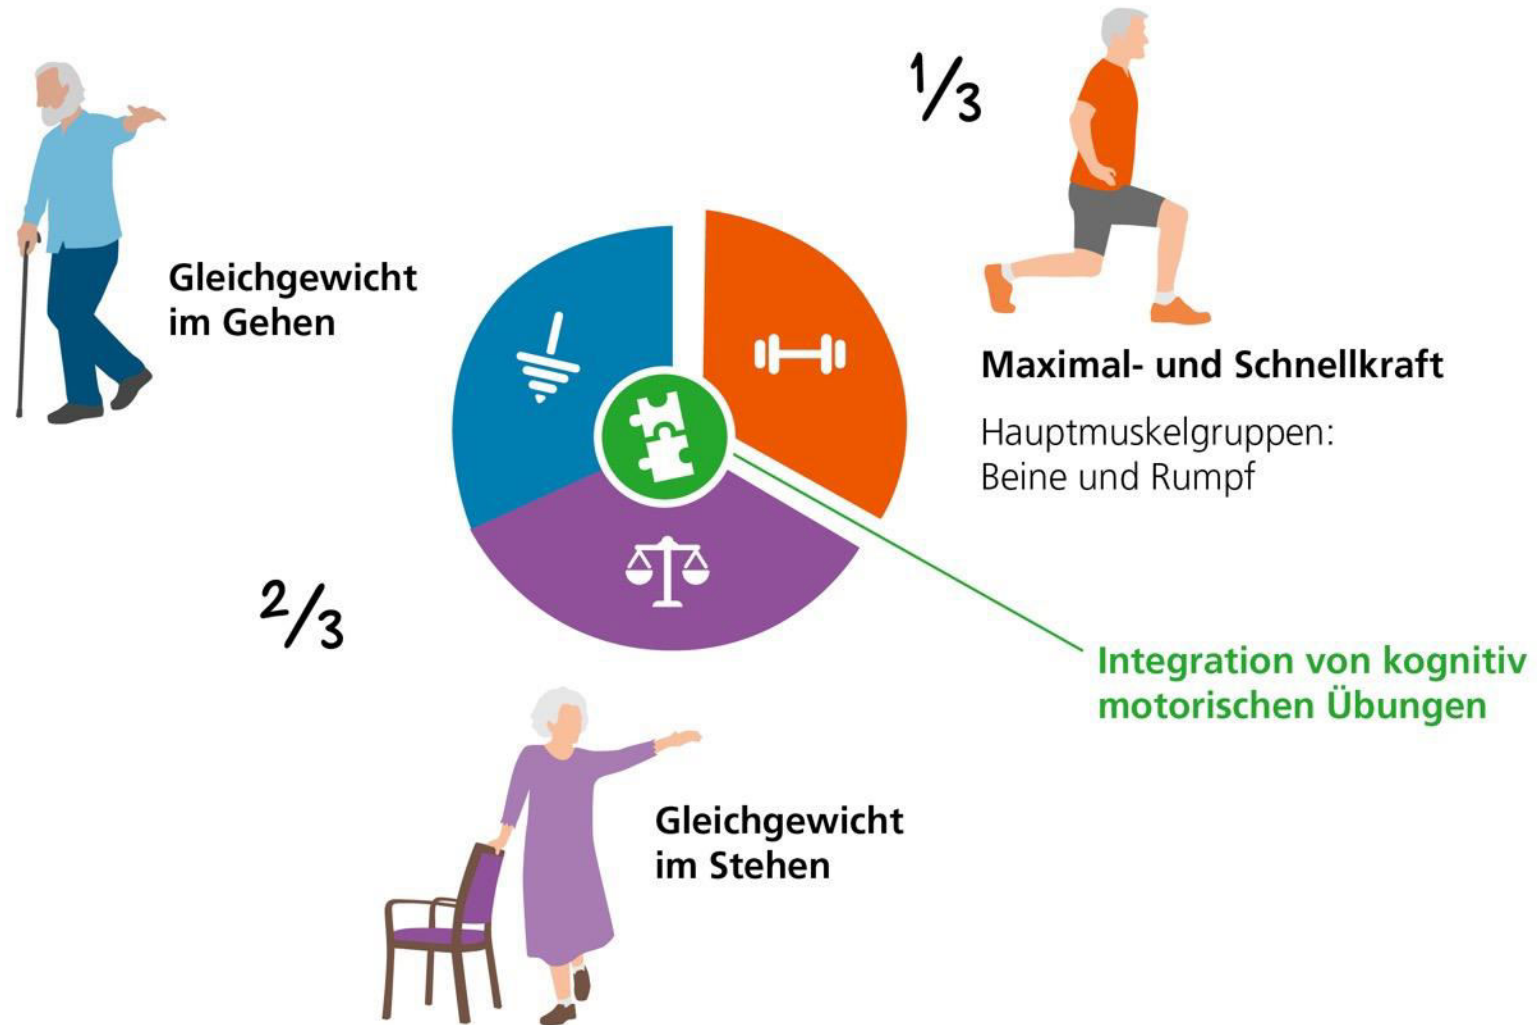 1/3
Gleichgewicht
im Gehen
Maximal- und Schnellkraft
Hauptmuskelgruppen:
Beine und Rumpf
2/3
Integration von kognitiv
motorischen Übungen
Gleichgewicht
im Stehen